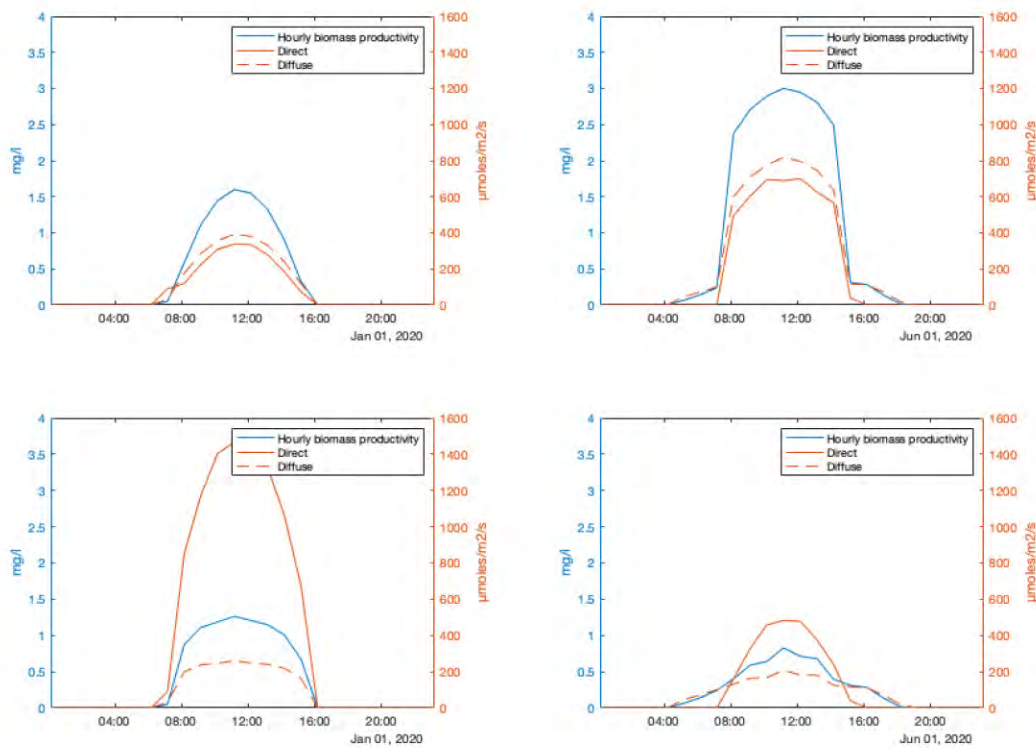 4
3.5
3
2.5
2
1.5
1
0.5
0
mg/l
1600
1400
1200
1000
800
600
400
200
0
µmoles/m2/s
Hourly biomass productivity
Direct
Diffuse
04:00 08:00 12:00 16:00 20:00
Jan 01, 2020
4
3.5
3
2.5
2
1.5
1
0.5
0
mg/l
1600
1400
1200
1000
800
600
400
200
0
µmoles/m2/s
Hourly biomass productivity
Direct
Diffuse
04:00 08:00 12:00 16:00 20:00
Jun 01, 2020
4
3.5
3
2.5
2
1.5
1
0.5
0
mg/l
1600
1400
1200
1000
800
600
400
200
0
µmoles/m2/s
Hourly biomass productivity
Direct
Diffuse
04:00 08:00 12:00 16:00 20:00
Jan 01, 2020
4
3.5
3
2.5
2
1.5
1
0.5
0
mg/l
1600
1400
1200
1000
800
600
400
200
0
µmoles/m2/s
Hourly biomass productivity
Direct
Diffuse
04:00 08:00 12:00 16:00 20:00
Jun 01, 2020